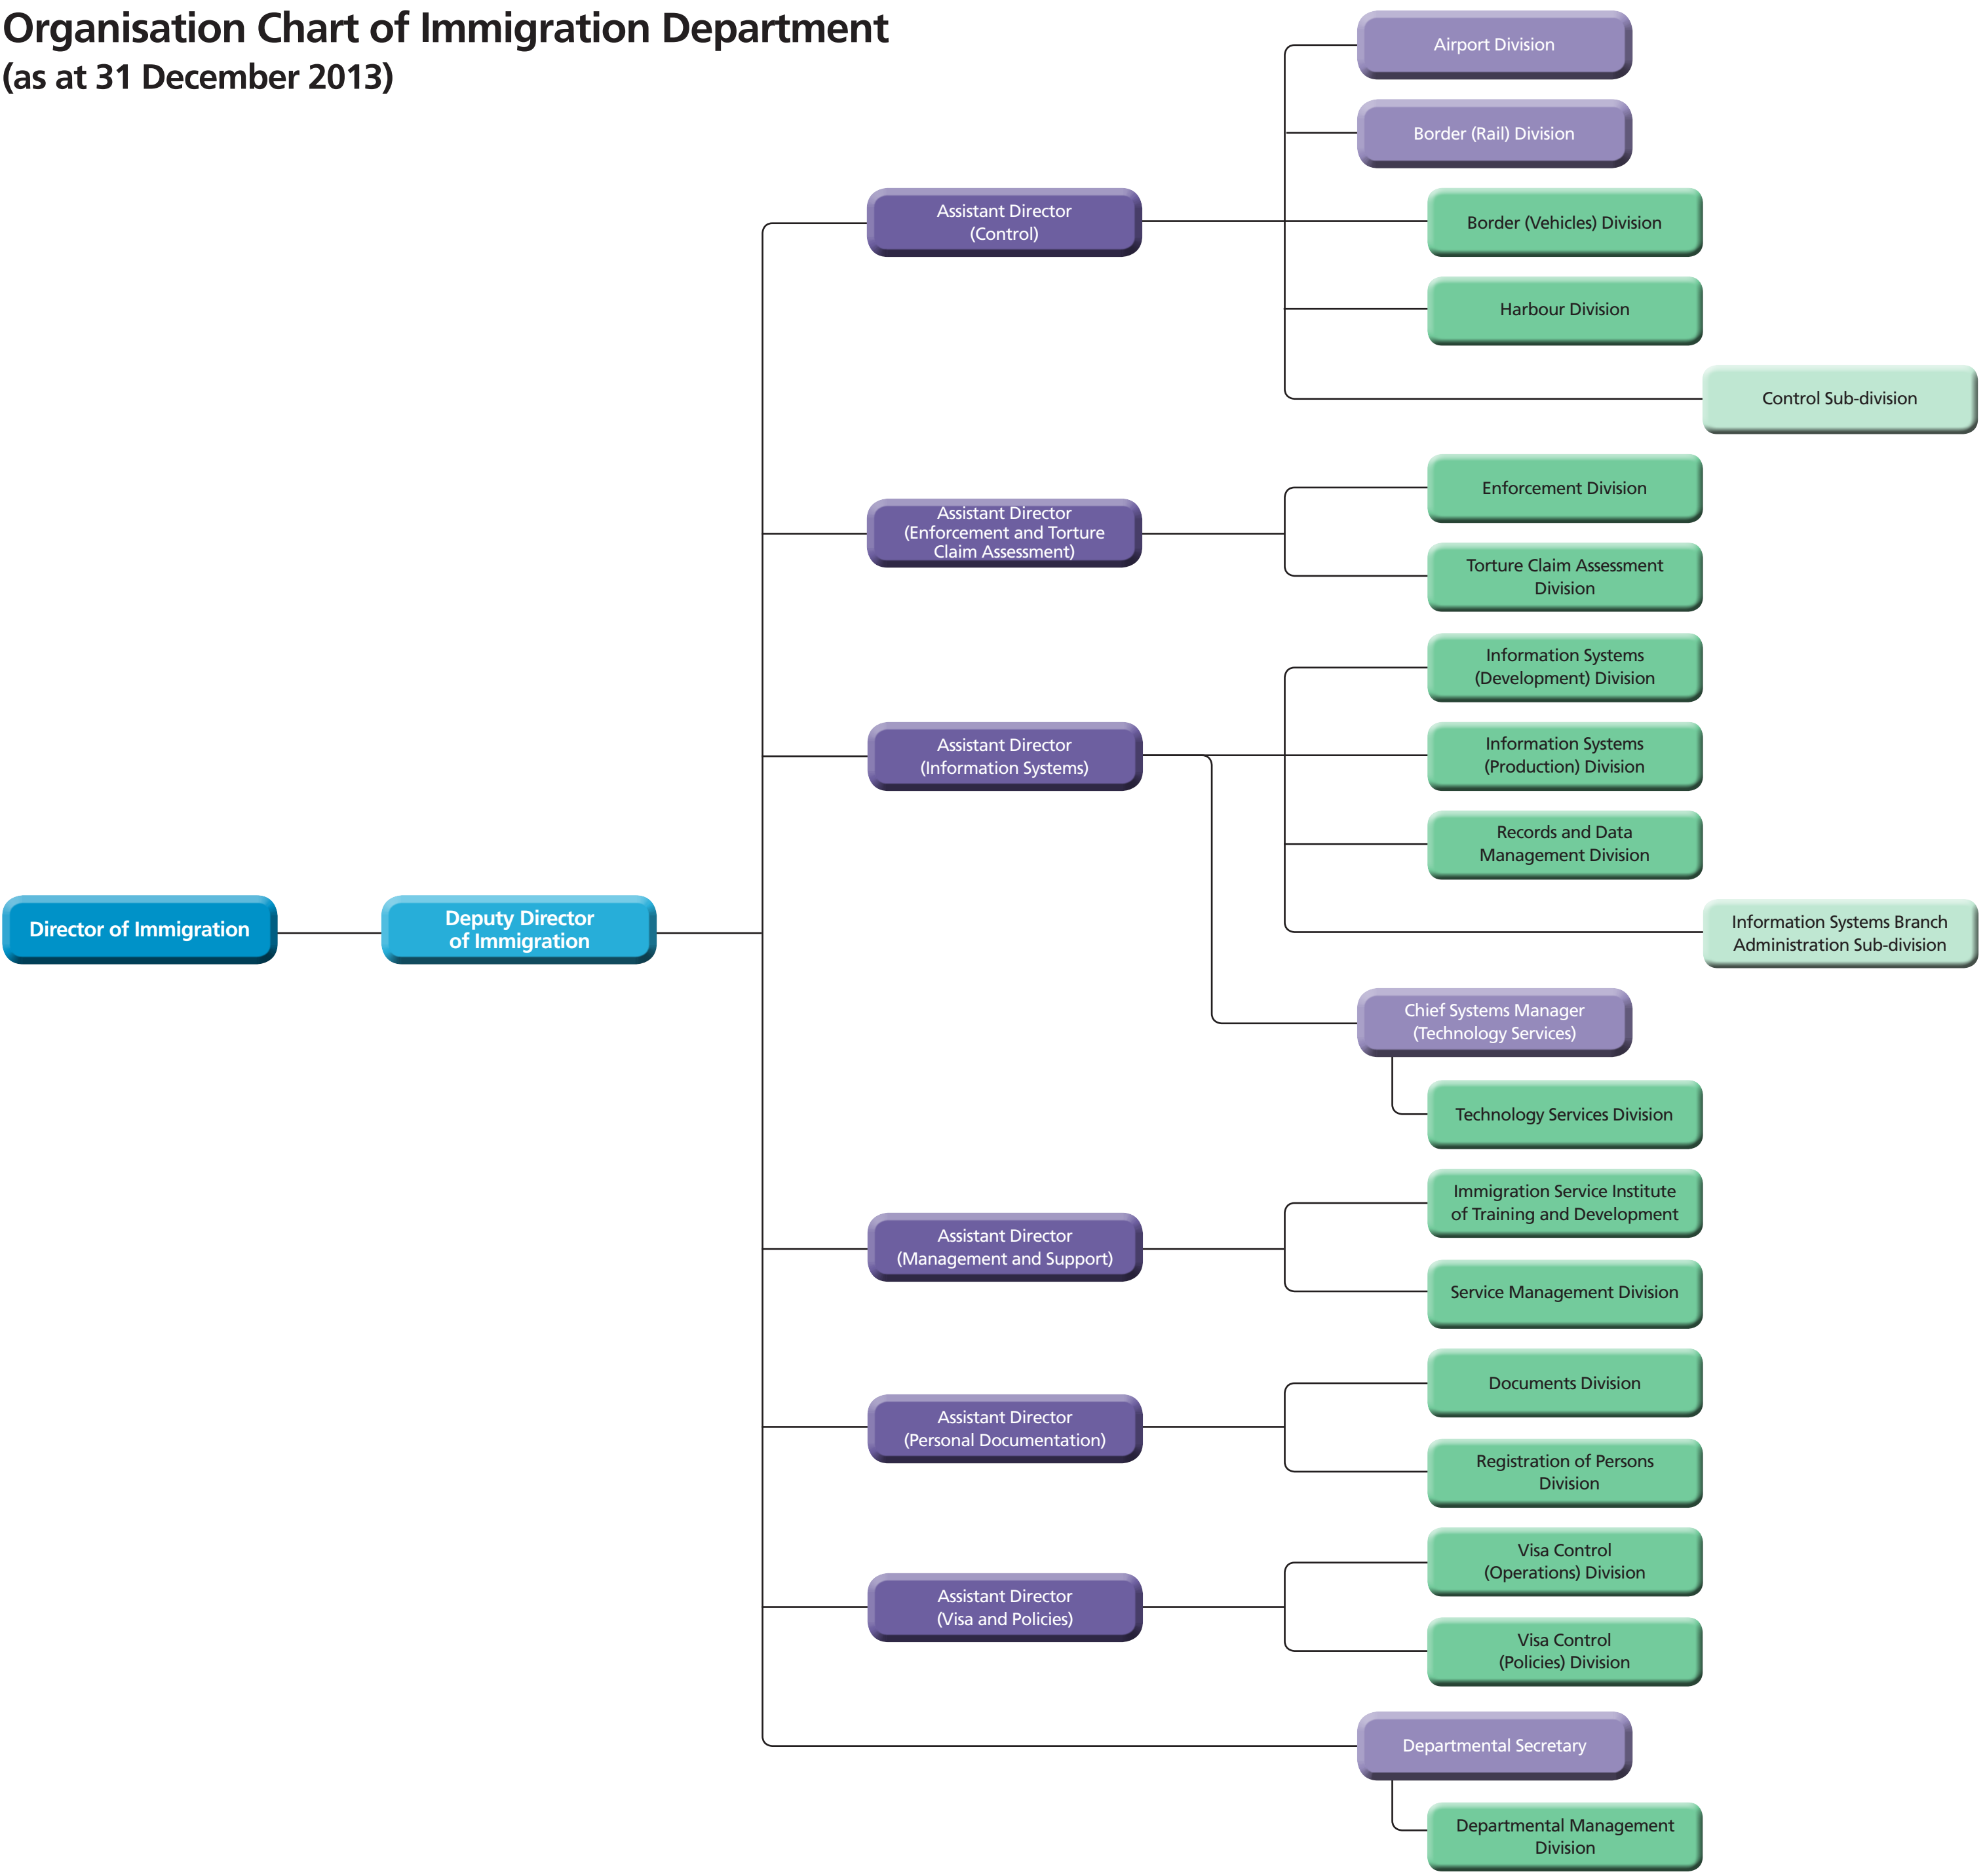 Organisation Chart of Immigration Department
(as at 31 December 2013)
Airport Division
Border (Rail) Division
Assistant Director
(Control)
Border (Vehicles) Division
Harbour Division
Control Sub-division
Assistant Director
(Enforcement and Torture
Claim Assessment)
Enforcement Division
Torture Claim Assessment
Division
Assistant Director
(Information Systems)
Information Systems
(Development) Division
Information Systems
(Production) Division
Records and Data
Management Division
Information Systems Branch
Administration Sub-division
Director of Immigration
Deputy Director
of Immigration
Chief Systems Manager
(Technology Services)
Technology Services Division
Assistant Director
(Management and Support)
Immigration Service Institute
of Training and Development
Service Management Division
Assistant Director
(Personal Documentation)
Documents Division
Registration of Persons
Division
Assistant Director
(Visa and Policies)
Visa Control
(Operations) Division
Visa Control
(Policies) Division
Departmental Secretary
Departmental Management
Division